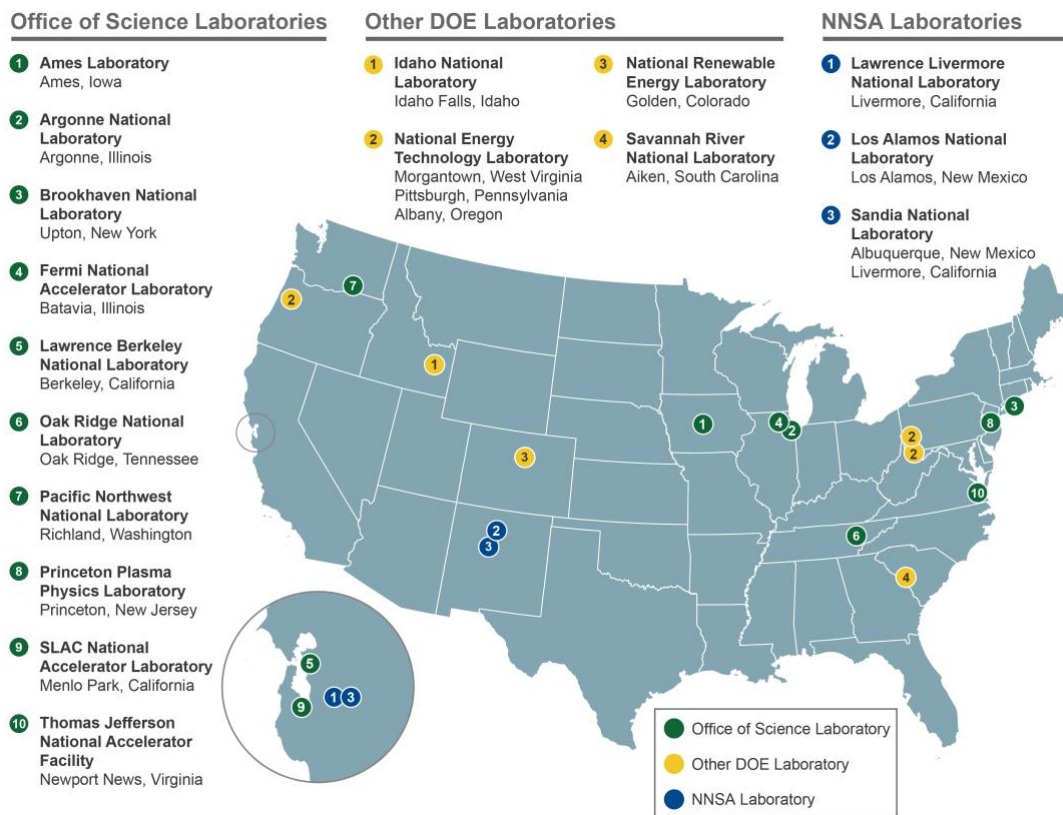 Office of Science Laboratories
1 Ames Laboratory
Ames, Iowa
2 Argonne National
Laboratory
Argonne, Illinois
3 Brookhaven National
Laboratory
Upton, New York
4 Fermi National
Accelerator Laboratory
Batavia, Illinois
5 Lawrence Berkeley
National Laboratory
Berkeley, California
6 Oak Ridge National
Laboratory
Oak Ridge, Tennessee
7 Pacific Northwest
National Laboratory
Richland, Washington
8 Princeton Plasma
Physics Laboratory
Princeton, New Jersey
9 SLAC National
Accelerator Laboratory
Menlo Park, California
10 Thomas Jefferson
National Accelerator
Facility
Newport News, Virginia
Other DOE Laboratories
1 Idaho National
Laboratory
Idaho Falls, Idaho
2 National Energy
Technology Laboratory
Morgantown, West Virginia
Pittsburgh, Pennsylvania
Albany, Oregon
3 National Renewable
Energy Laboratory
Golden, Colorado
4 Savannah River
National Laboratory
Aiken, South Carolina
NNSA Laboratories
1 Lawrence Livermore
National Laboratory
Livermore, California
2 Los Alamos National
Laboratory
Los Alamos, New Mexico
3 Sandia National
Laboratory
Albuquerque, New Mexico
Livermore, California
7
2
1
3
1
4
2
2
2
8
3
10
6
4
2
3
5
1
3
9
Office of Science Laboratory
Other DOE Laboratory
NNSA Laboratory